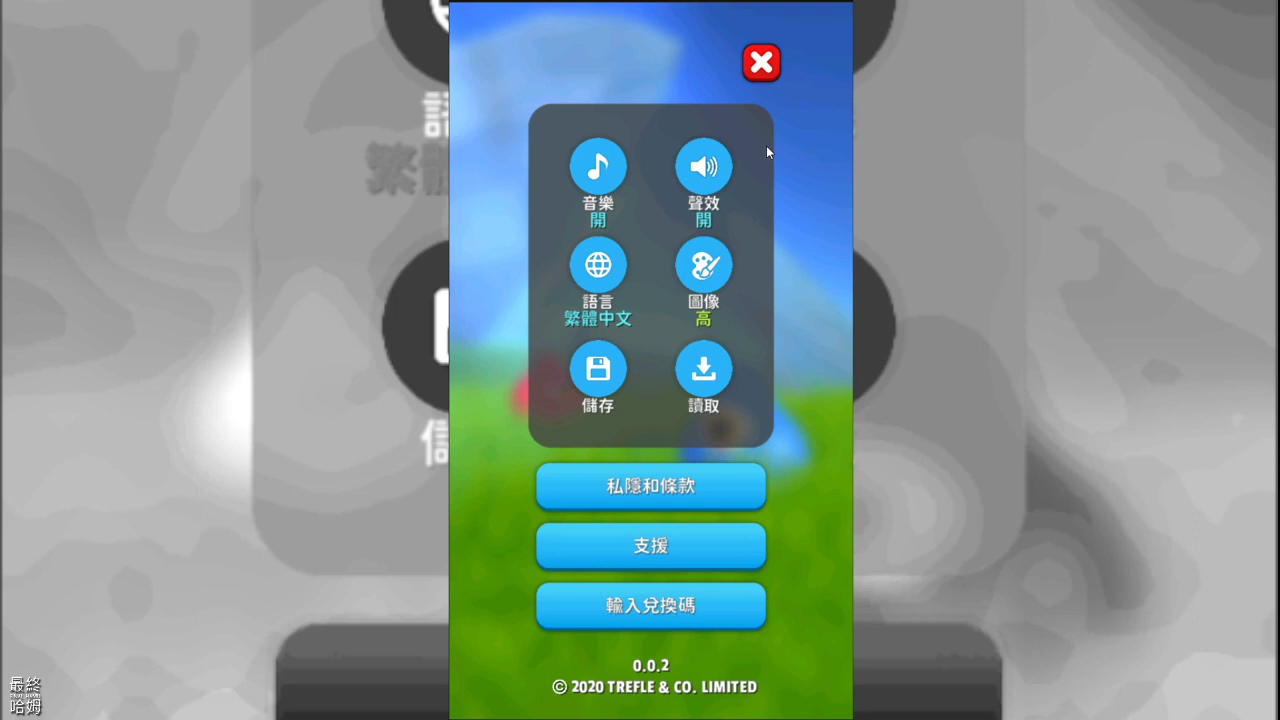 音樂
聲效
開
開
語言
圖像
繁體中文
高
儲存
讀取
私隱和條款
支援
輸入兌換碼
0.0.2
© 2020 TREFLE & CO. LIMITED
最終
哈姆